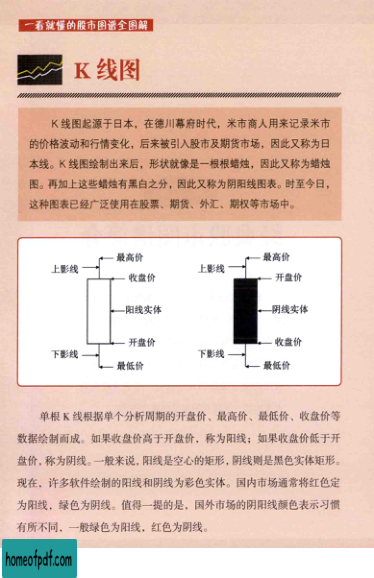 一看就懂的股市图谱全图解
K 线图
K 线图起源于日本，在德川幕府时代，米市商人用来记录米市
的价格波动和行情变化，后来被引入股市及期货市场，因此又称为日
本线。K 线图绘制出来后，形状就像是一根根蜡烛，因此又称为蜡烛
图。再加上这些蜡烛有黑白之分，因此又称为阴阳线图表。时至今日，
这种图表已经广泛使用在股票、期货、外汇、期权等市场中。
最高价
上影线
收盘价
阳线实体
开盘价
下影线
最低价
最高价
上影线
开盘价
阴线实体
收盘价
下影线
最低价
单根 K 线根据单个分析周期的开盘价、最高价、最低价、收盘价等
数据绘制而成。如果收盘价高于开盘价，称为阳线；如果收盘价低于开
盘价，称为阴线。一般来说，阳线是空心的矩形，阴线则是黑色实体矩形。
现在，许多软件绘制的阳线和阴线为彩色实体。国内市场通常将红色定
为阳线，绿色为阴线。值得一提的是，国外市场的阴阳线颜色表示习惯
有所不同，一般绿色为阳线，红色为阴线。
homeofpdf.com